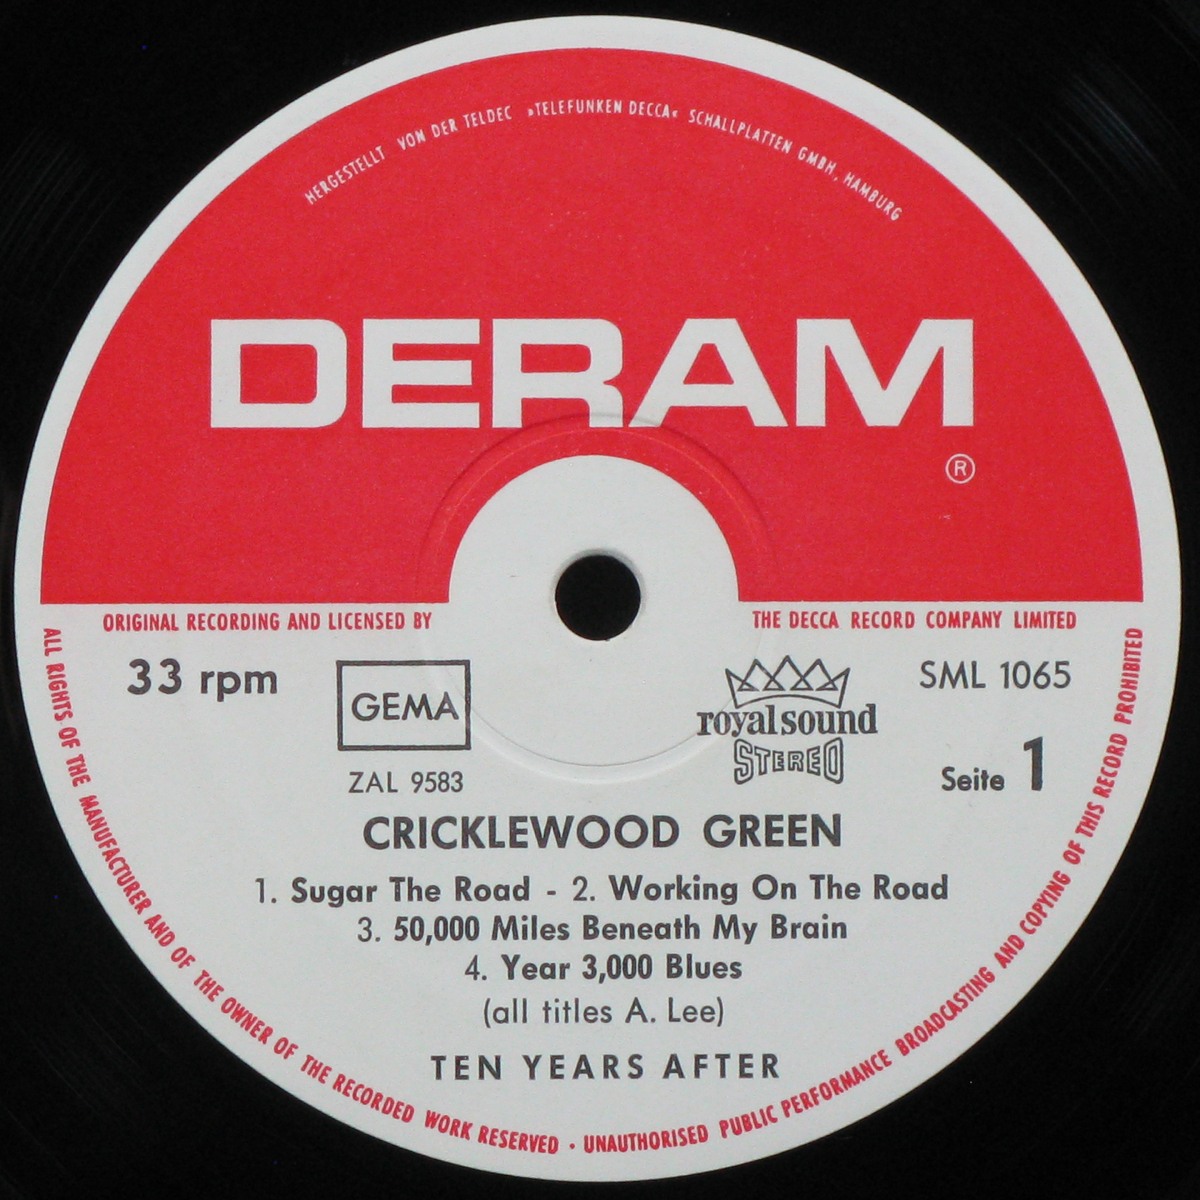 HERGESTELLT VON DER TELDEC »TELEFUNKEN DECCA« SCHALLPLATTEN GMBH, HAMBURG
DERAM
®
ORIGINAL RECORDING AND LICENSED BY THE DECCA RECORD COMPANY LIMITED
33 rpm
GEMA
ZAL 9583
royalsound
STEREO
SML 1065
Seite 1
CRICKLEWOOD GREEN
1. Sugar The Road - 2. Working On The Road
3. 50,000 Miles Beneath My Brain
4. Year 3,000 Blues
(all titles A. Lee)
TEN YEARS AFTER
ALL RIGHTS OF THE MANUFACTURER AND OF THE OWNER OF THE RECORDED WORK RESERVED · UNAUTHORISED PUBLIC PERFORMANCE BROADCASTING AND COPYING OF THIS RECORD PROHIBITED